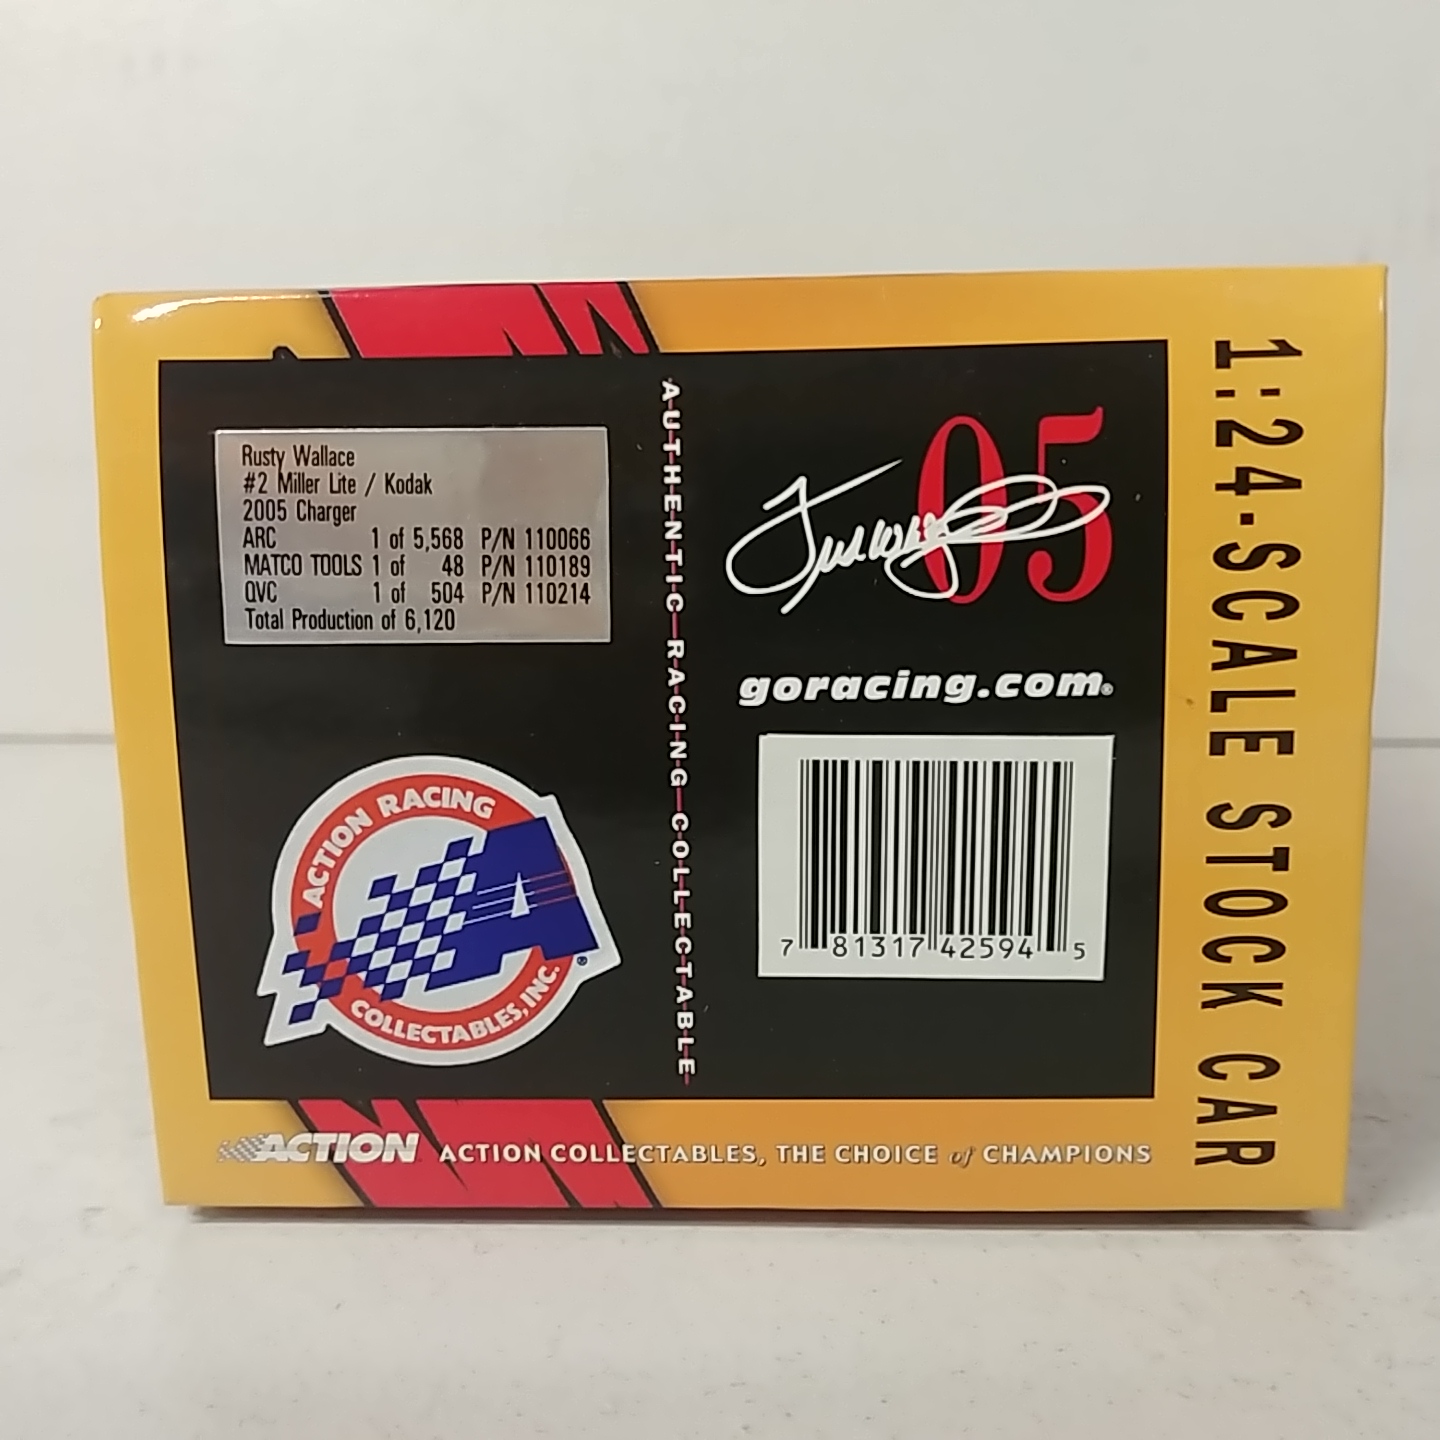 Rusty Wallace
#2 Miller Lite / Kodak
2005 Charger
ARC 1 of 5,568 P/N 110066
MATCO TOOLS 1 of 48 P/N 110189
QVC 1 of 504 P/N 110214
Total Production of 6,120
ACTION RACING
COLLECTABLES, INC.
A
®
AUTHENTIC RACING COLLECTABLE
05
goracing.com®
7 81317 42594 5
1:24-SCALE STOCK CAR
ACTION ACTION COLLECTABLES, THE CHOICE of CHAMPIONS